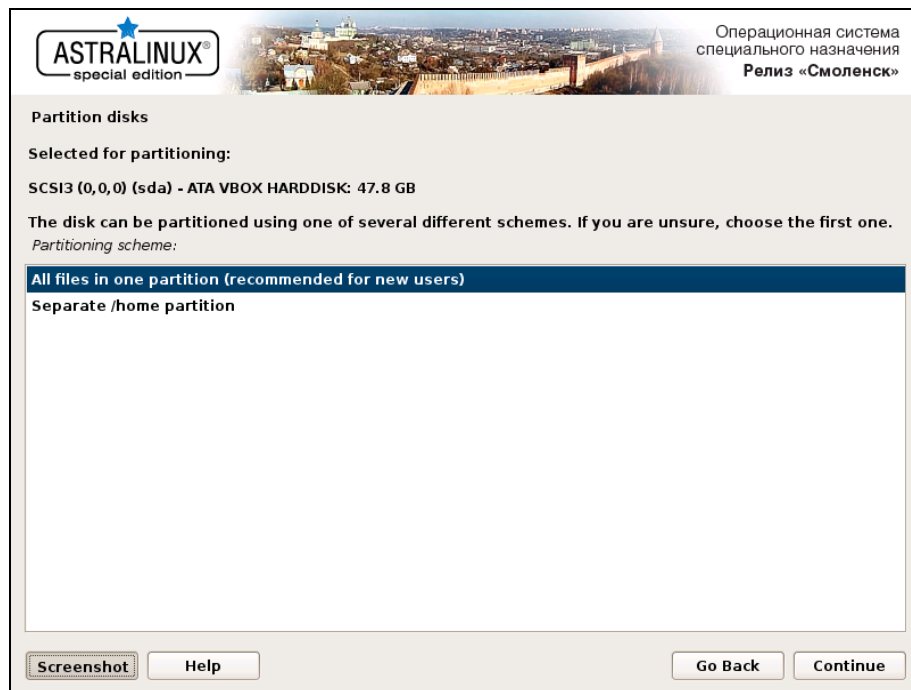 ASTRALINUX®
special edition
Операционная система
специального назначения
Релиз «Смоленск»
Partition disks
Selected for partitioning:
SCSI3 (0,0,0) (sda) - ATA VBOX HARDDISK: 47.8 GB
The disk can be partitioned using one of several different schemes. If you are unsure, choose the first one.
Partitioning scheme:
All files in one partition (recommended for new users)
Separate /home partition
Screenshot
Help
Go Back
Continue